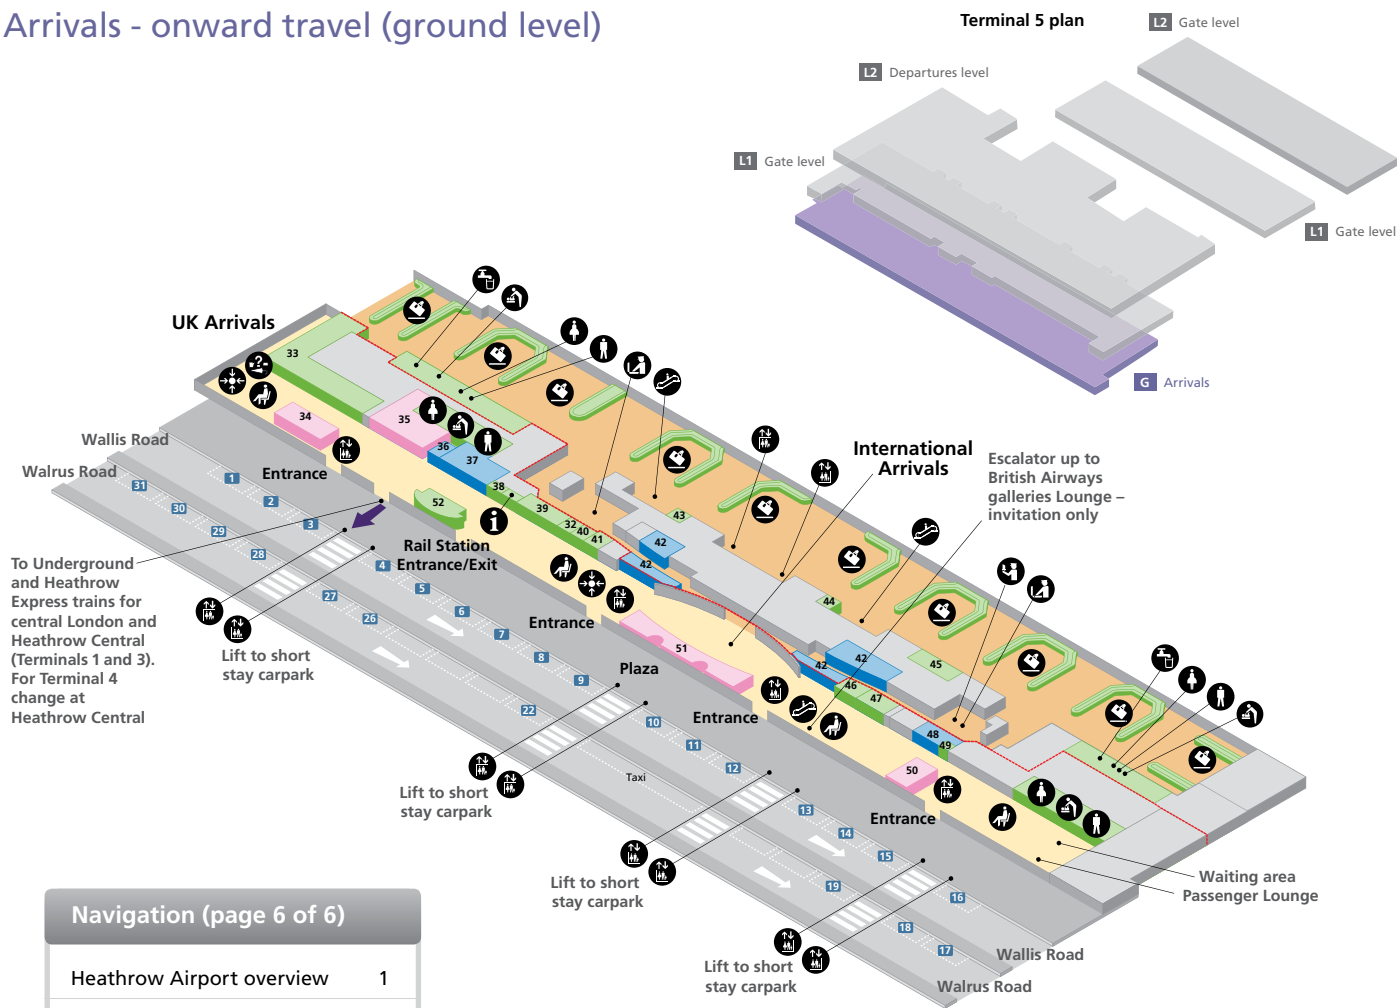 Arrivals - onward travel (ground level)
Terminal 5 plan
L2 Gate level
L2 Departures level
L1 Gate level
L1 Gate level
G Arrivals
UK Arrivals
33
34
35
36
37
38
39
32
40
41
42
42
43
44
42
42
45
46
47
48
49
50
51
52
International
Arrivals
Escalator up to
British Airways
galleries Lounge –
invitation only
Wallis Road
Walrus Road
Entrance
Rail Station
Entrance/Exit
Entrance
Plaza
Entrance
Entrance
To Underground
and Heathrow
Express trains for
central London and
Heathrow Central
(Terminals 1 and 3).
For Terminal 4
change at
Heathrow Central
Lift to short
stay carpark
Lift to short
stay carpark
Lift to short
stay carpark
Lift to short
stay carpark
1
2
3
4
5
6
7
8
9
10
11
12
13
14
15
16
17
18
19
22
26
27
28
29
30
31
Taxi
Waiting area
Passenger Lounge
Wallis Road
Walrus Road
Navigation (page 6 of 6)
Heathrow Airport overview 1